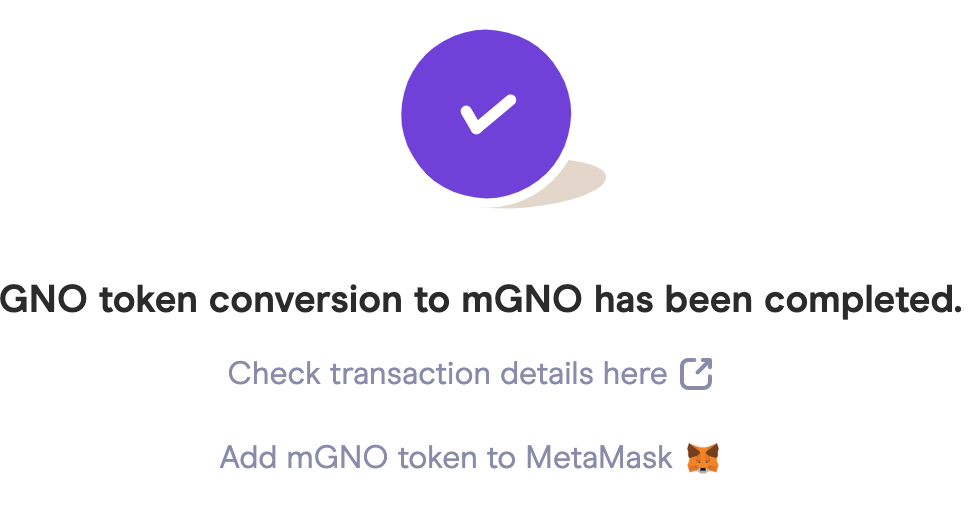 GNO token conversion to mGNO has been completed.
Check transaction details here
Add mGNO token to MetaMask